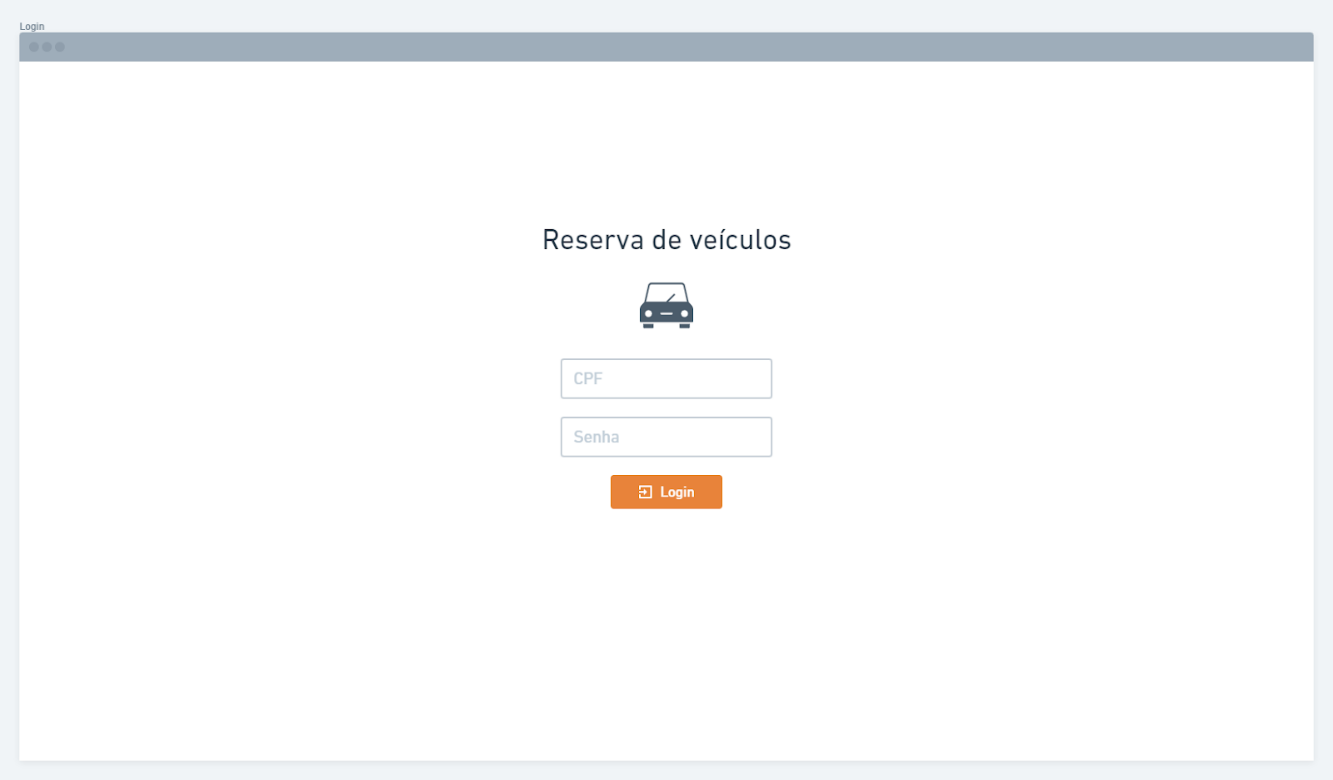 Login
Reserva de veículos
CPF
Senha
Login